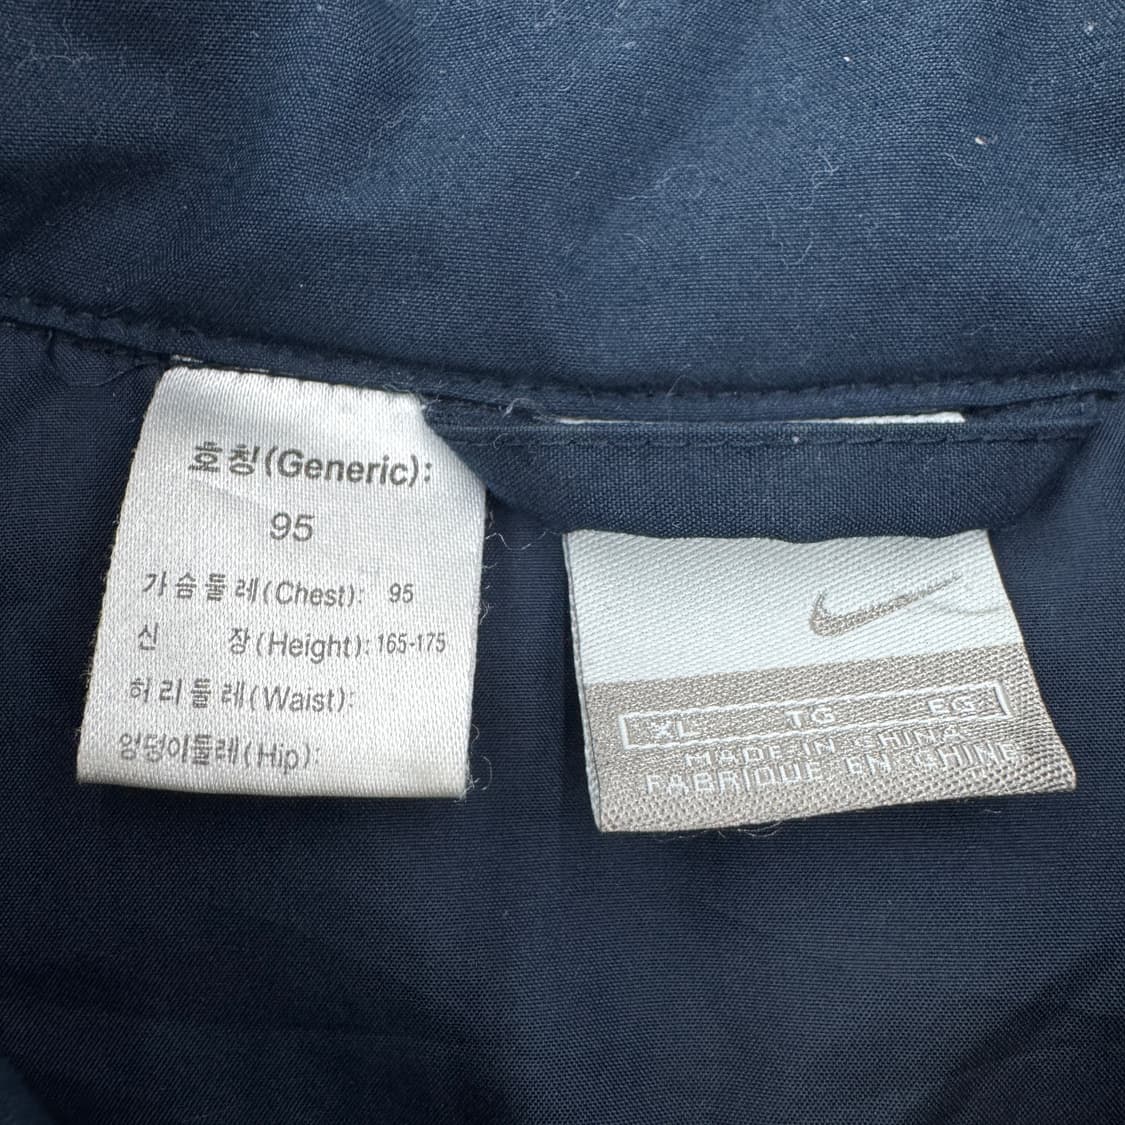 호칭(Generic):
95
가슴둘레(Chest): 95
신 장(Height): 165-175
허리둘레(Waist):
엉덩이둘레(Hip):
XL TG EG
MADE IN CHINA
FABRIQUÉ EN CHINE